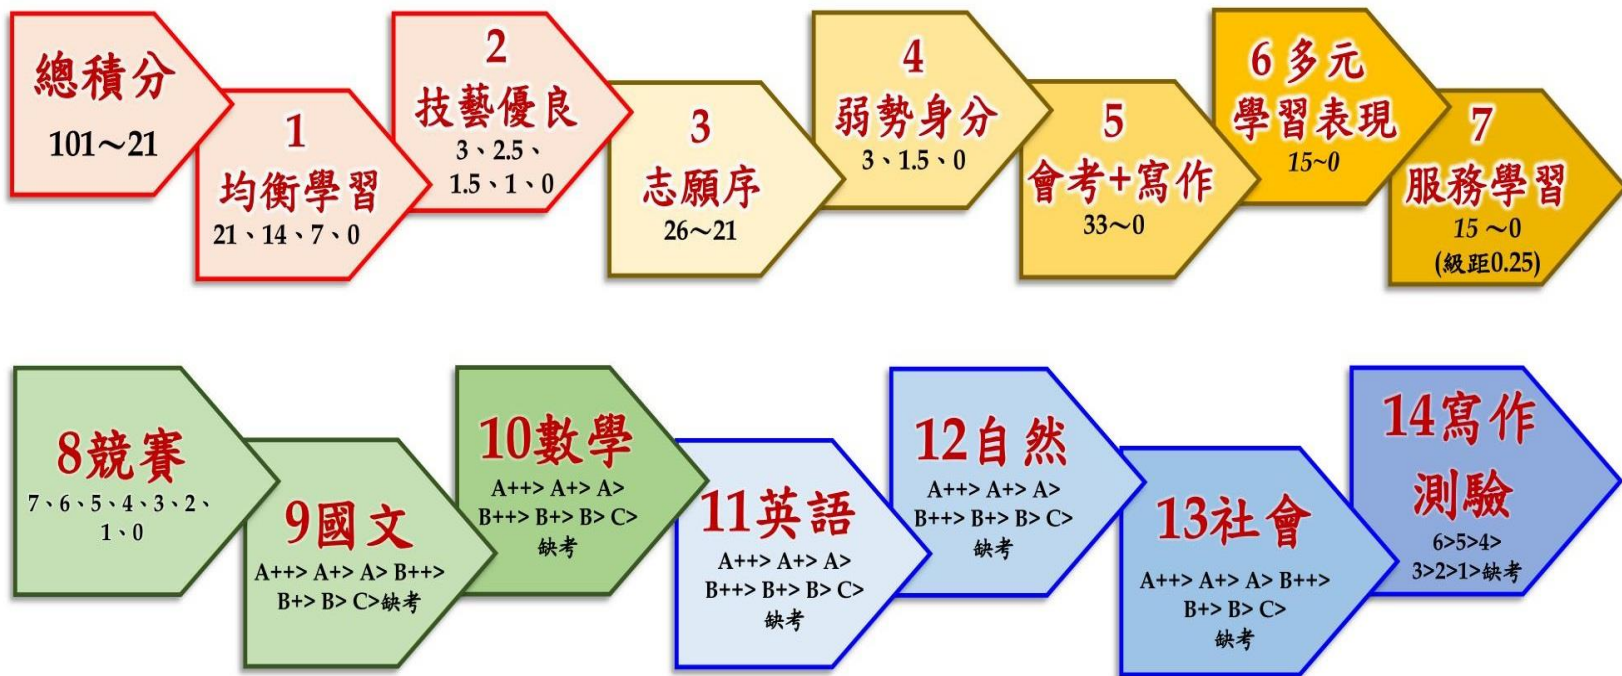 總積分
101～21
1
均衡學習
21、14、7、0
2
技藝優良
3、2.5、
1.5、1、0
3
志願序
26～21
4
弱勢身分
3、1.5、0
5
會考+寫作
33～0
6 多元
學習表現
15~0
7
服務學習
15 ～0
(級距0.25)
8競賽
7、6、5、4、3、2、
1、0
9國文
A++> A+> A> B++>
B+> B> C>缺考
10數學
A++> A+> A>
B++> B+> B> C>
缺考
11英語
A++> A+> A>
B++> B+> B> C>
缺考
12自然
A++> A+> A>
B++> B+> B> C>
缺考
13社會
A++> A+> A> B++>
B+> B> C>
缺考
14寫作
測驗
6>5>4>
3>2>1>缺考